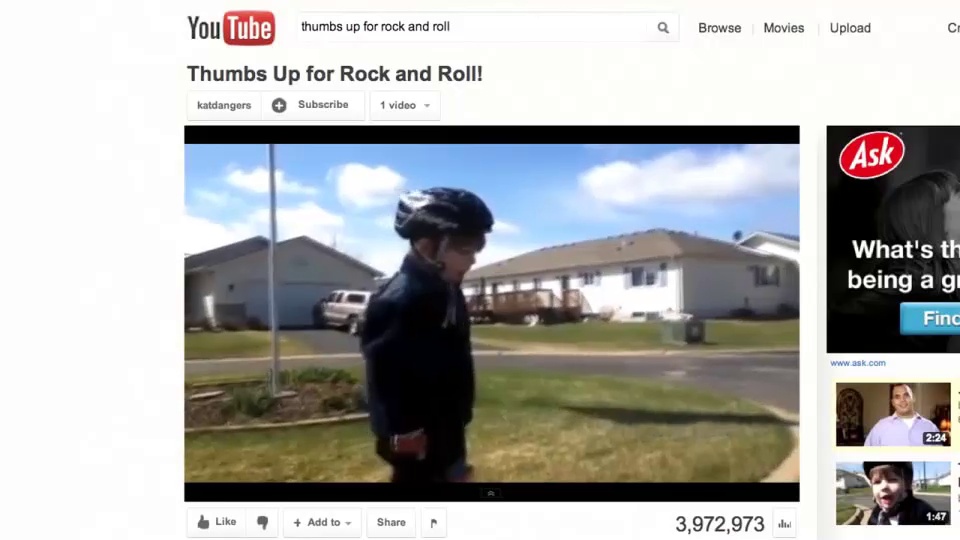 YouTube
thumbs up for rock and roll
Browse
Movies
Upload
Thumbs Up for Rock and Roll!
katdangers
Subscribe
1 video
Ask
What's th
being a g
Find
www.ask.com
2:24
1:47
Like
Add to
Share
3,972,973